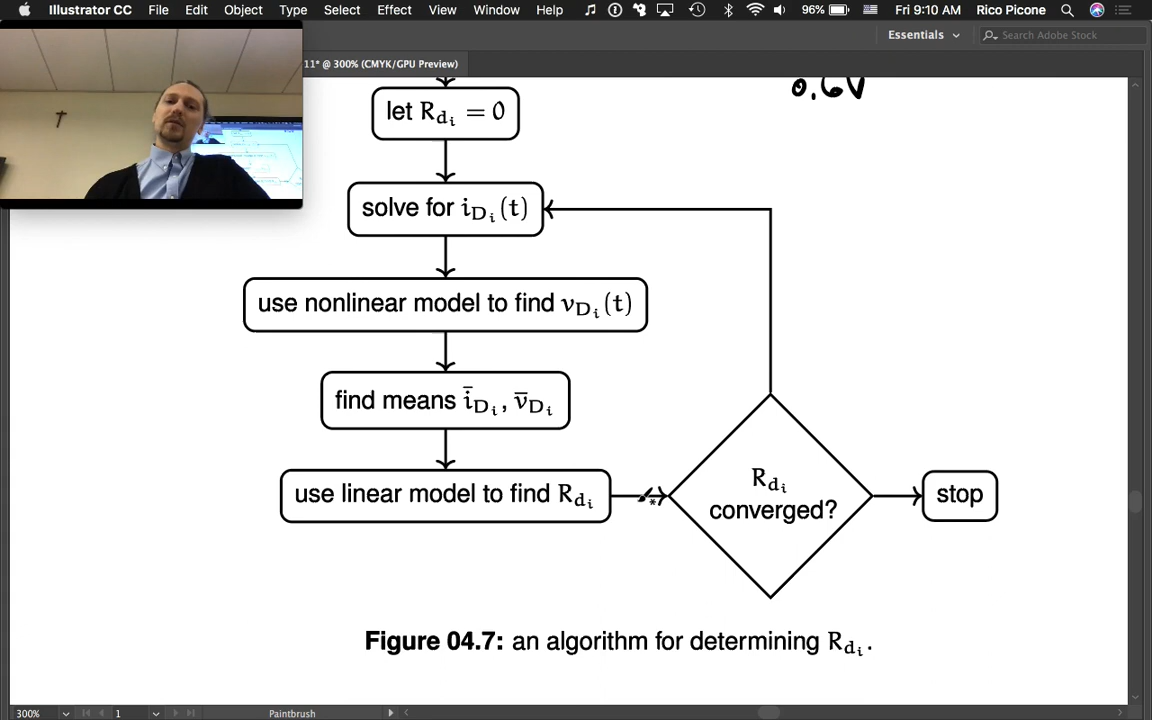 Illustrator CC File Edit Object Type Select Effect View Window Help 96% Fri 9:10 AM Rico Picone
Essentials Search Adobe Stock
11* @ 300% (CMYK/GPU Preview)
0.6V
let R_{d_i} = 0
solve for i_{D_i}(t)
use nonlinear model to find v_{D_i}(t)
find means i̅_{D_i}, v̅_{D_i}
use linear model to find R_{d_i}
R_{d_i}
converged?
stop
Figure 04.7: an algorithm for determining R_{d_i}.
300% 1 Paintbrush